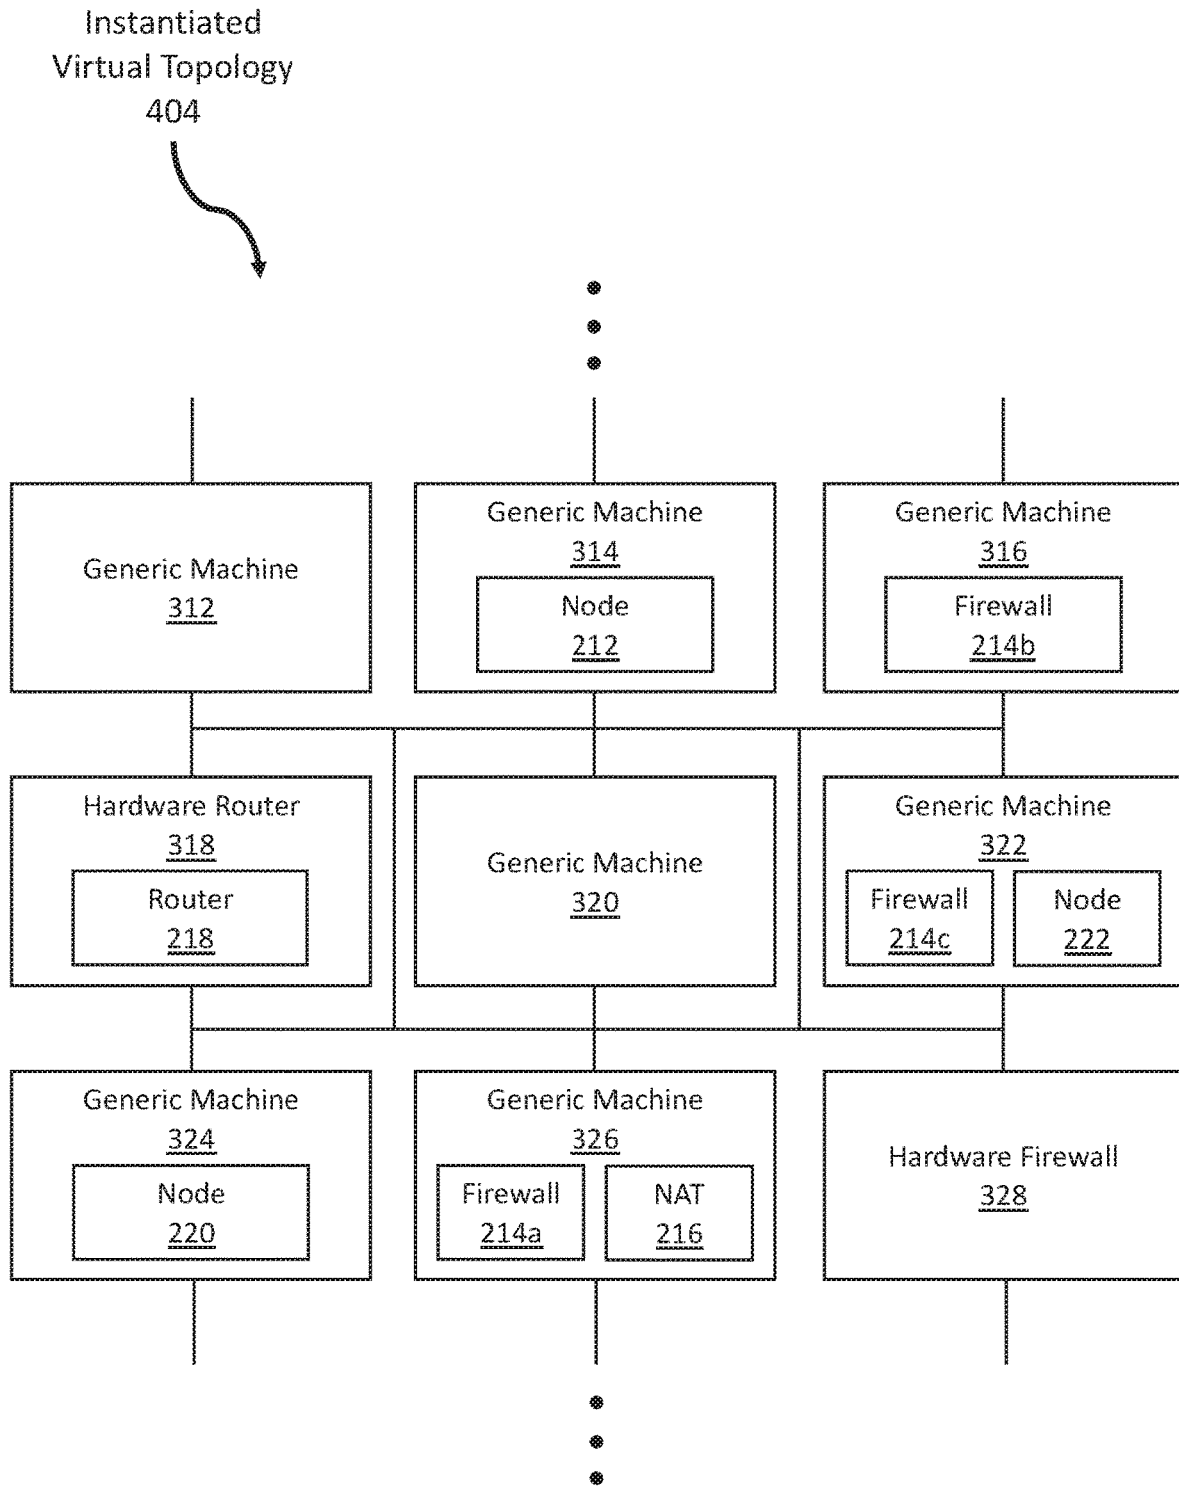 Instantiated
Virtual Topology
404
Generic Machine
312
Generic Machine
314
Node
212
Generic Machine
316
Firewall
214b
Hardware Router
318
Router
218
Generic Machine
320
Generic Machine
322
Firewall
214c
Node
222
Generic Machine
324
Node
220
Generic Machine
326
Firewall
214a
NAT
216
Hardware Firewall
328